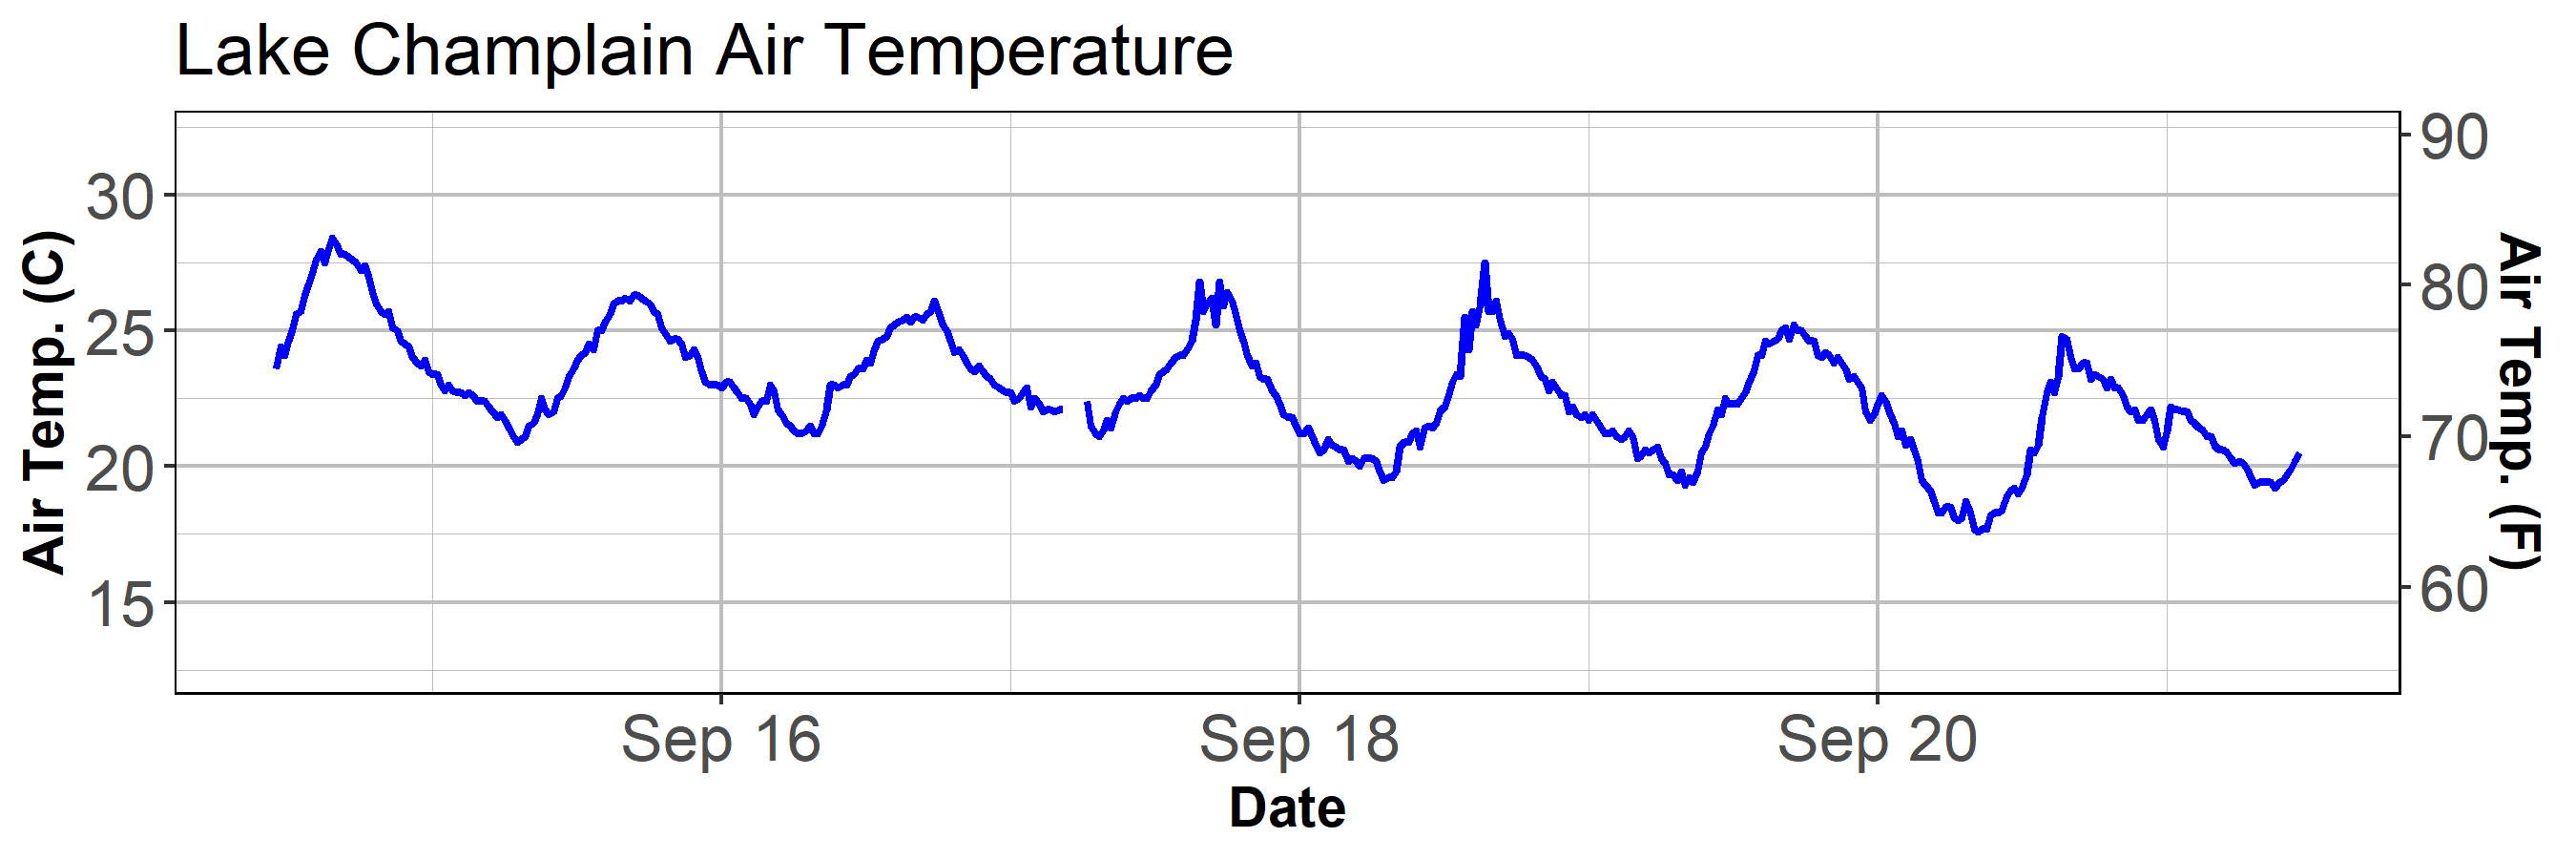 Lake Champlain Air Temperature
Air Temp. (C)
30
25
20
15
90
80
70
60
Air Temp. (F)
Sep 16
Sep 18
Sep 20
Date